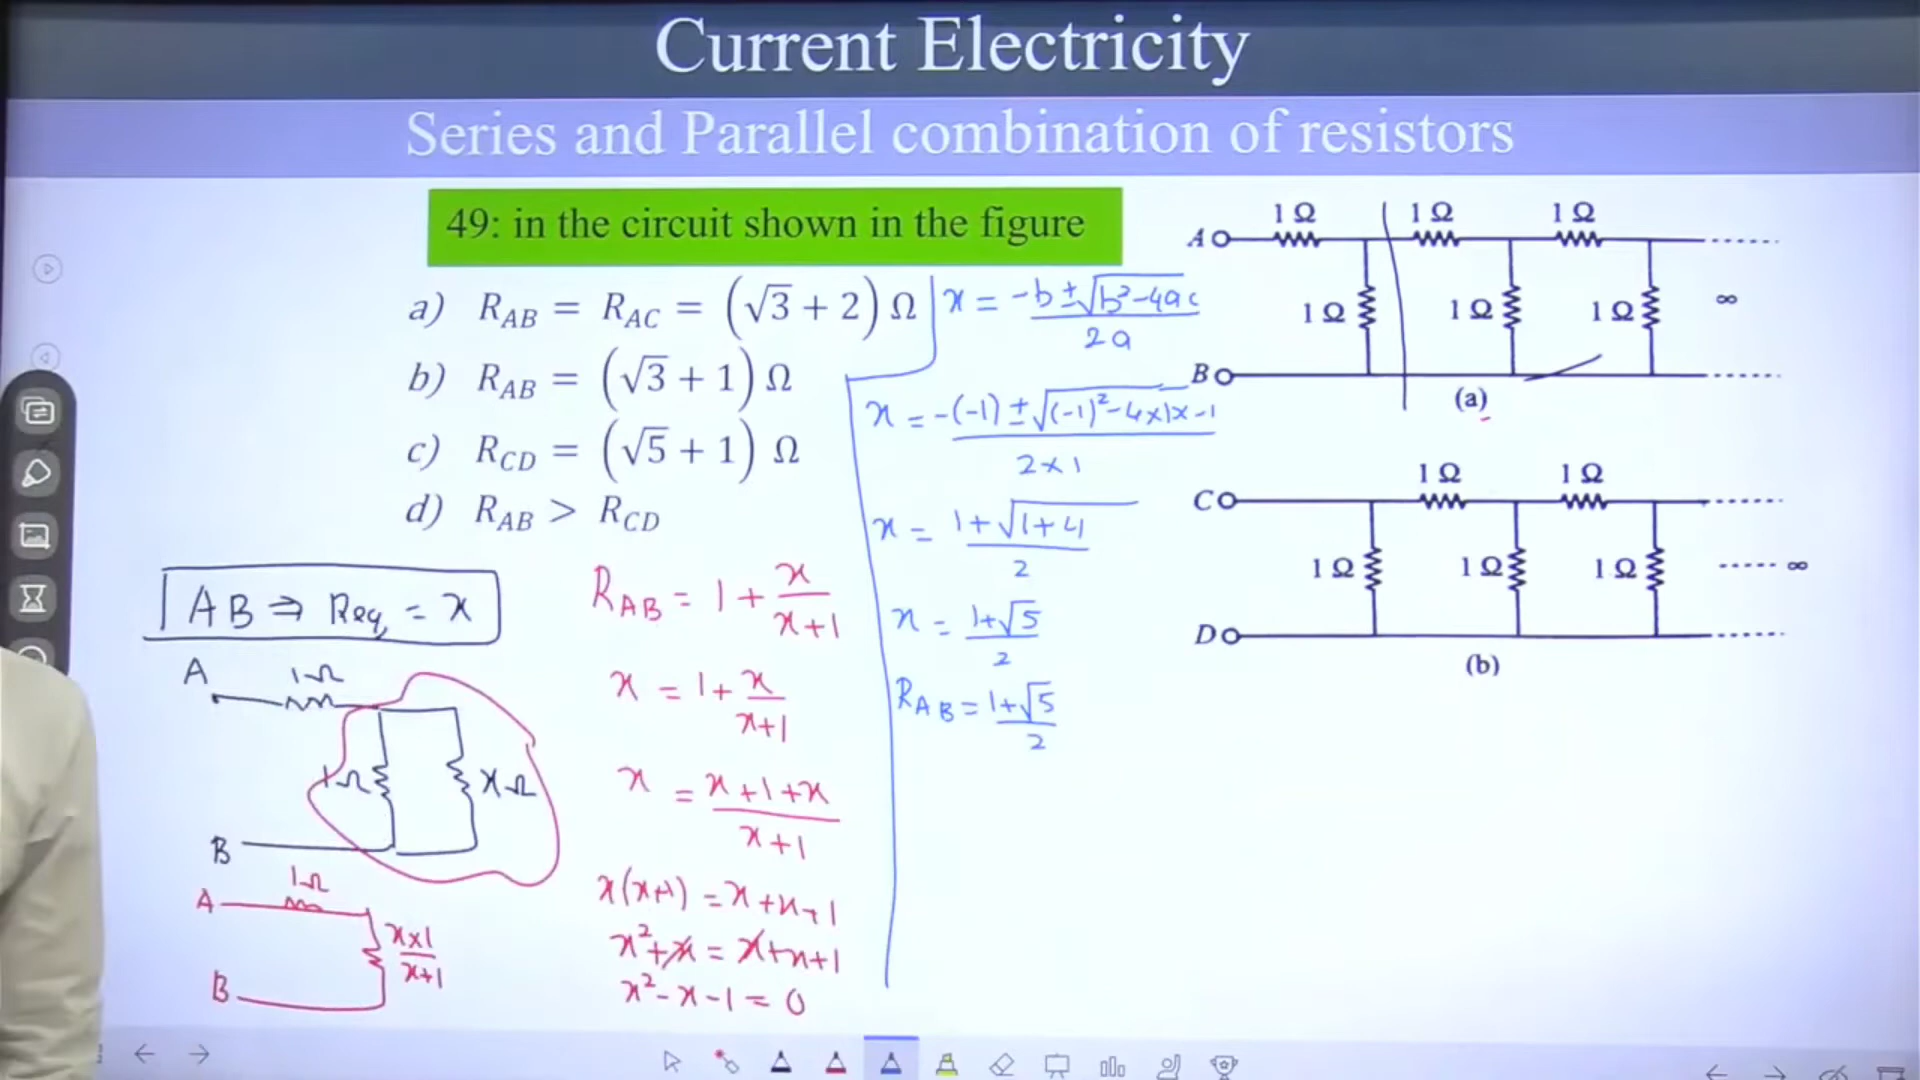 Current Electricity
Series and Parallel combination of resistors
49: in the circuit shown in the figure
a) R_AB = R_AC = (√3 + 2) Ω
b) R_AB = (√3 + 1) Ω
c) R_CD = (√5 + 1) Ω
d) R_AB > R_CD
AB ⇒ Req = x
A 1Ω
1Ω xΩ
B
1Ω
A
x×1/x+1
B
R_AB = 1 + x/x+1
x = 1 + x/x+1
x = x+1+x/x+1
x(x+1) = x+x+1
x²+x = x+x+1
x²-x-1 = 0
x = -b±√b²-4ac/2a
x = -(-1)±√(-1)²-4×1×-1/2×1
x = 1+√1+4/2
x = 1+√5/2
R_AB = 1+√5/2
1 Ω 1 Ω 1 Ω
A
1 Ω 1 Ω 1 Ω ∞
B
(a)
1 Ω 1 Ω
C
1 Ω 1 Ω 1 Ω ..... ∞
D
(b)